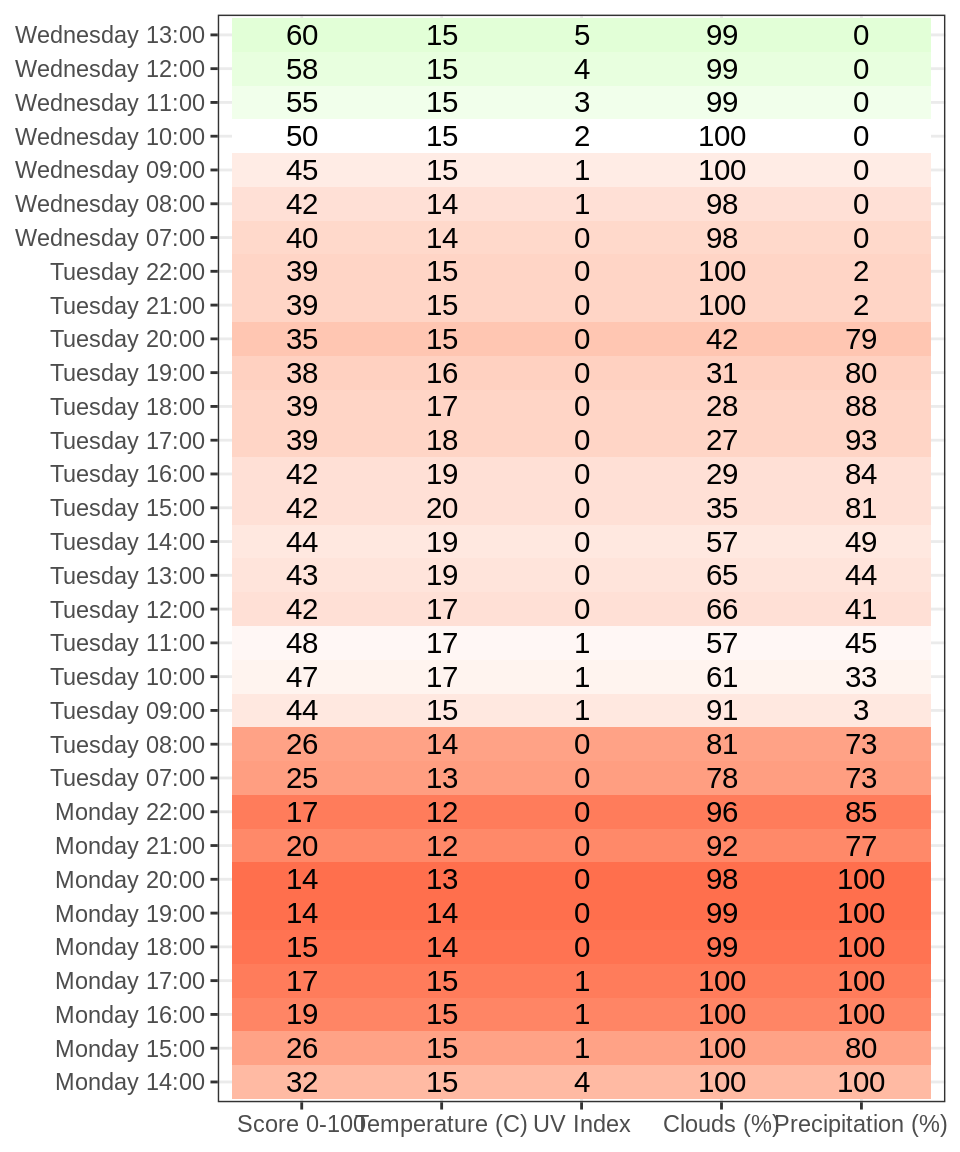 Wednesday 13:00 60 15 5 99 0
Wednesday 12:00 58 15 4 99 0
Wednesday 11:00 55 15 3 99 0
Wednesday 10:00 50 15 2 100 0
Wednesday 09:00 45 15 1 100 0
Wednesday 08:00 42 14 1 98 0
Wednesday 07:00 40 14 0 98 0
Tuesday 22:00 39 15 0 100 2
Tuesday 21:00 39 15 0 100 2
Tuesday 20:00 35 15 0 42 79
Tuesday 19:00 38 16 0 31 80
Tuesday 18:00 39 17 0 28 88
Tuesday 17:00 39 18 0 27 93
Tuesday 16:00 42 19 0 29 84
Tuesday 15:00 42 20 0 35 81
Tuesday 14:00 44 19 0 57 49
Tuesday 13:00 43 19 0 65 44
Tuesday 12:00 42 17 0 66 41
Tuesday 11:00 48 17 1 57 45
Tuesday 10:00 47 17 1 61 33
Tuesday 09:00 44 15 1 91 3
Tuesday 08:00 26 14 0 81 73
Tuesday 07:00 25 13 0 78 73
Monday 22:00 17 12 0 96 85
Monday 21:00 20 12 0 92 77
Monday 20:00 14 13 0 98 100
Monday 19:00 14 14 0 99 100
Monday 18:00 15 14 0 99 100
Monday 17:00 17 15 1 100 100
Monday 16:00 19 15 1 100 100
Monday 15:00 26 15 1 100 80
Monday 14:00 32 15 4 100 100
Score 0-100 Temperature (C) UV Index Clouds (%) Precipitation (%)